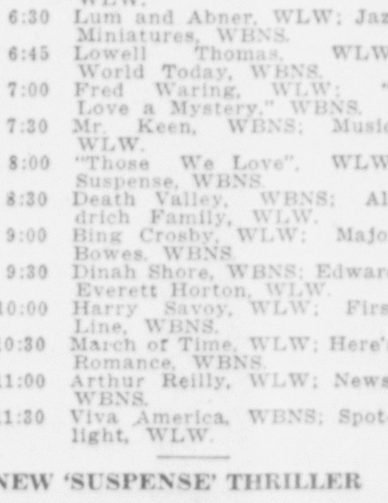 WLW.
6:30 Lum and Abner, WLW; Jaz
Miniatures, WBNS.
6:45 Lowell Thomas, WLW
World Today, WBNS.
7:00 Fred Waring, WLW; "
Love a Mystery," WBNS.
7:30 Mr. Keen, WBNS; Music
WLW.
8:00 "Those We Love", WLW
Suspense, WBNS.
8:30 Death Valley, WBNS; Al
drich Family, WLW.
9:00 Bing Crosby, WLW; Majo
Bowes, WBNS.
9:30 Dinah Shore, WBNS; Edwar
Everett Horton, WLW.
10:00 Harry Savoy, WLW; Firs
Line, WBNS.
10:30 March of Time, WLW; Here's
Romance, WBNS.
11:00 Arthur Reilly, WLW; News
WBNS.
11:30 Viva America, WBNS; Spot
light, WLW.
NEW 'SUSPENSE' THRILLER